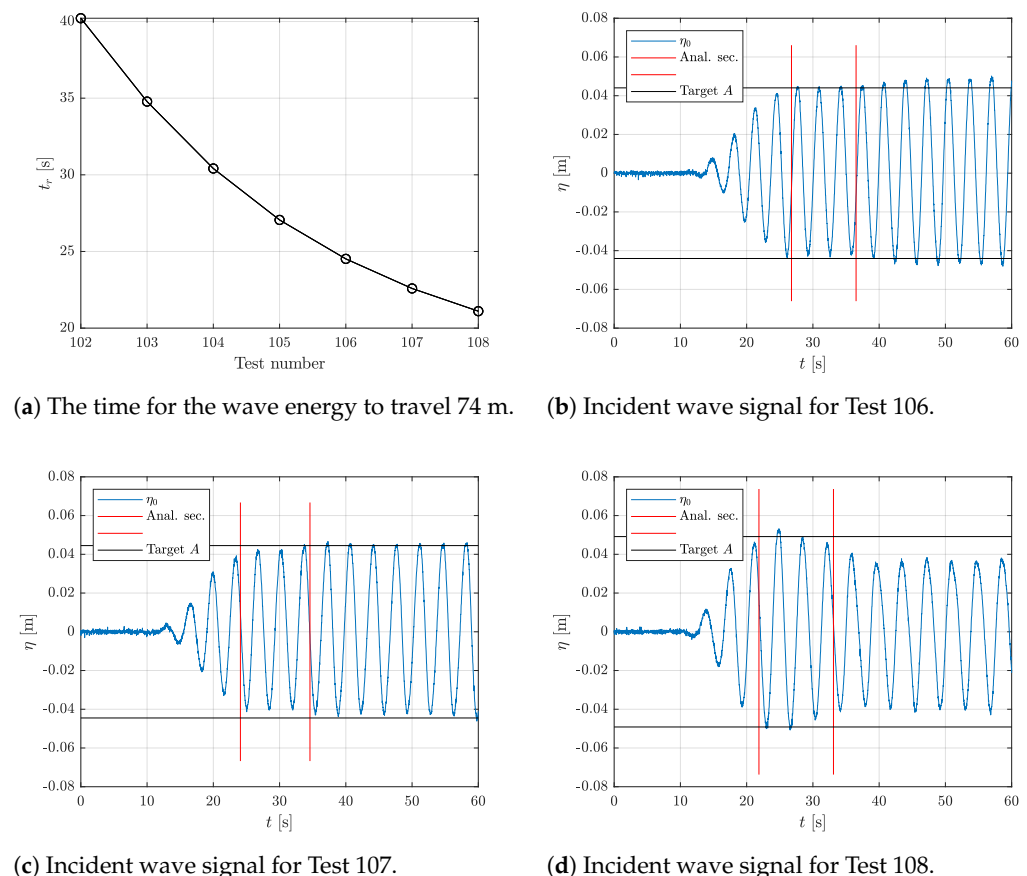 40
35
30
25
20
t_r [s]
102 103 104 105 106 107 108
Test number
(a) The time for the wave energy to travel 74 m.
0.08
0.06
0.04
0.02
0
-0.02
-0.04
-0.06
-0.08
η [m]
η₀
Anal. sec.
Target A
0 10 20 30 40 50 60
t [s]
(b) Incident wave signal for Test 106.
0.08
0.06
0.04
0.02
0
-0.02
-0.04
-0.06
-0.08
η [m]
η₀
Anal. sec.
Target A
0 10 20 30 40 50 60
t [s]
(c) Incident wave signal for Test 107.
0.08
0.06
0.04
0.02
0
-0.02
-0.04
-0.06
-0.08
η [m]
η₀
Anal. sec.
Target A
0 10 20 30 40 50 60
t [s]
(d) Incident wave signal for Test 108.